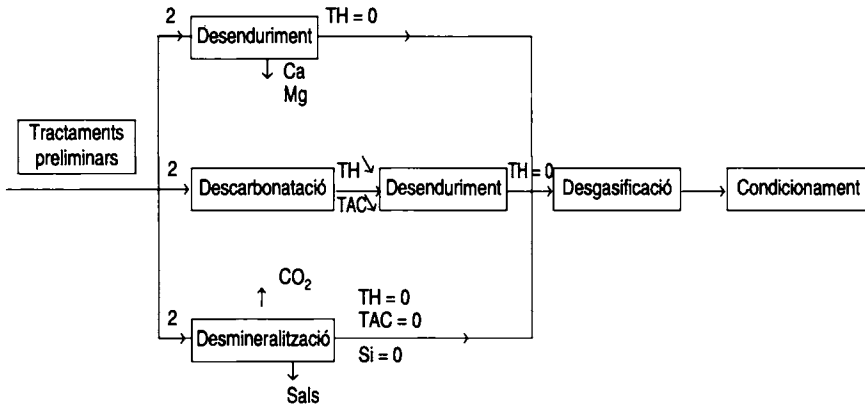 2
Desenduriment
TH = 0
Ca
Mg
Tractaments
preliminars
2
Descarbonatació
TH
TAC
Desenduriment
TH = 0
Desgasificació
Condicionament
CO₂
2
Desmineralització
TH = 0
TAC = 0
Si = 0
Sals